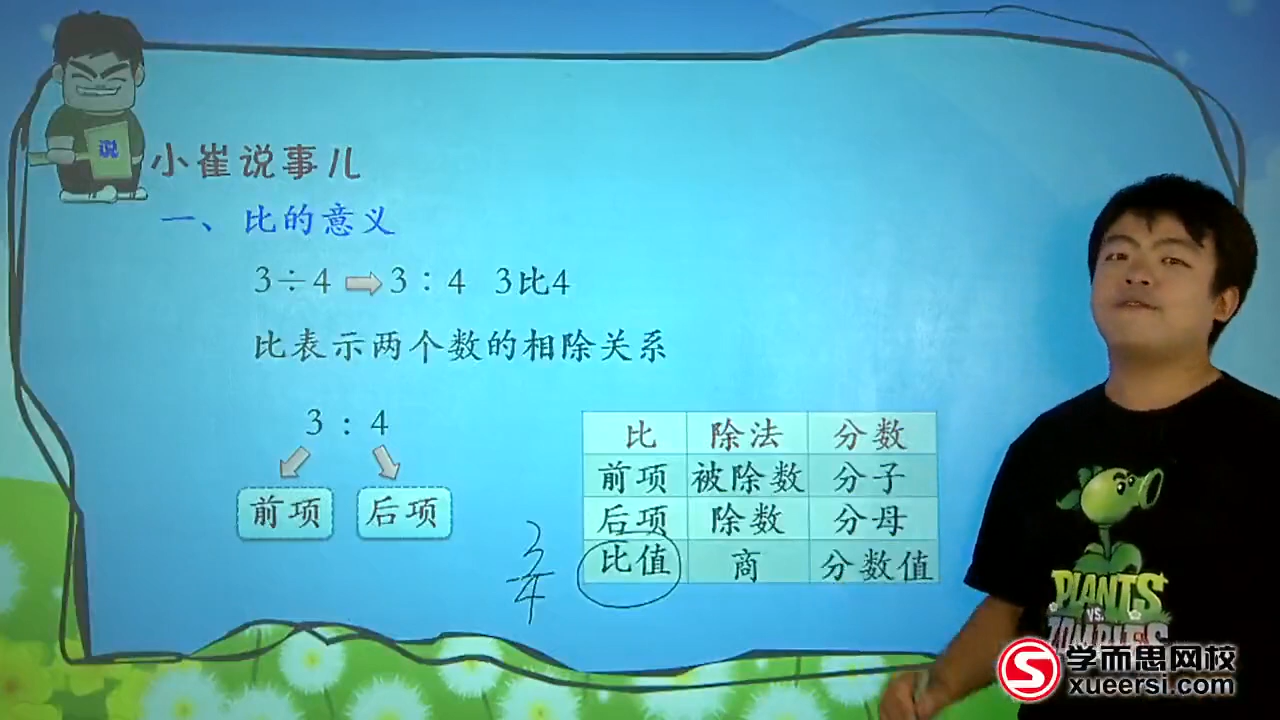 说
小崔说事儿
一、比的意义
3÷4 3:4 3比4
比表示两个数的相除关系
3:4
前项 后项
比 除法 分数
前项 被除数 分子
后项 除数 分母
比值 商 分数值
3/4
PLANTS
VS.
ZOMBIES
学而思网校
xueersi.com